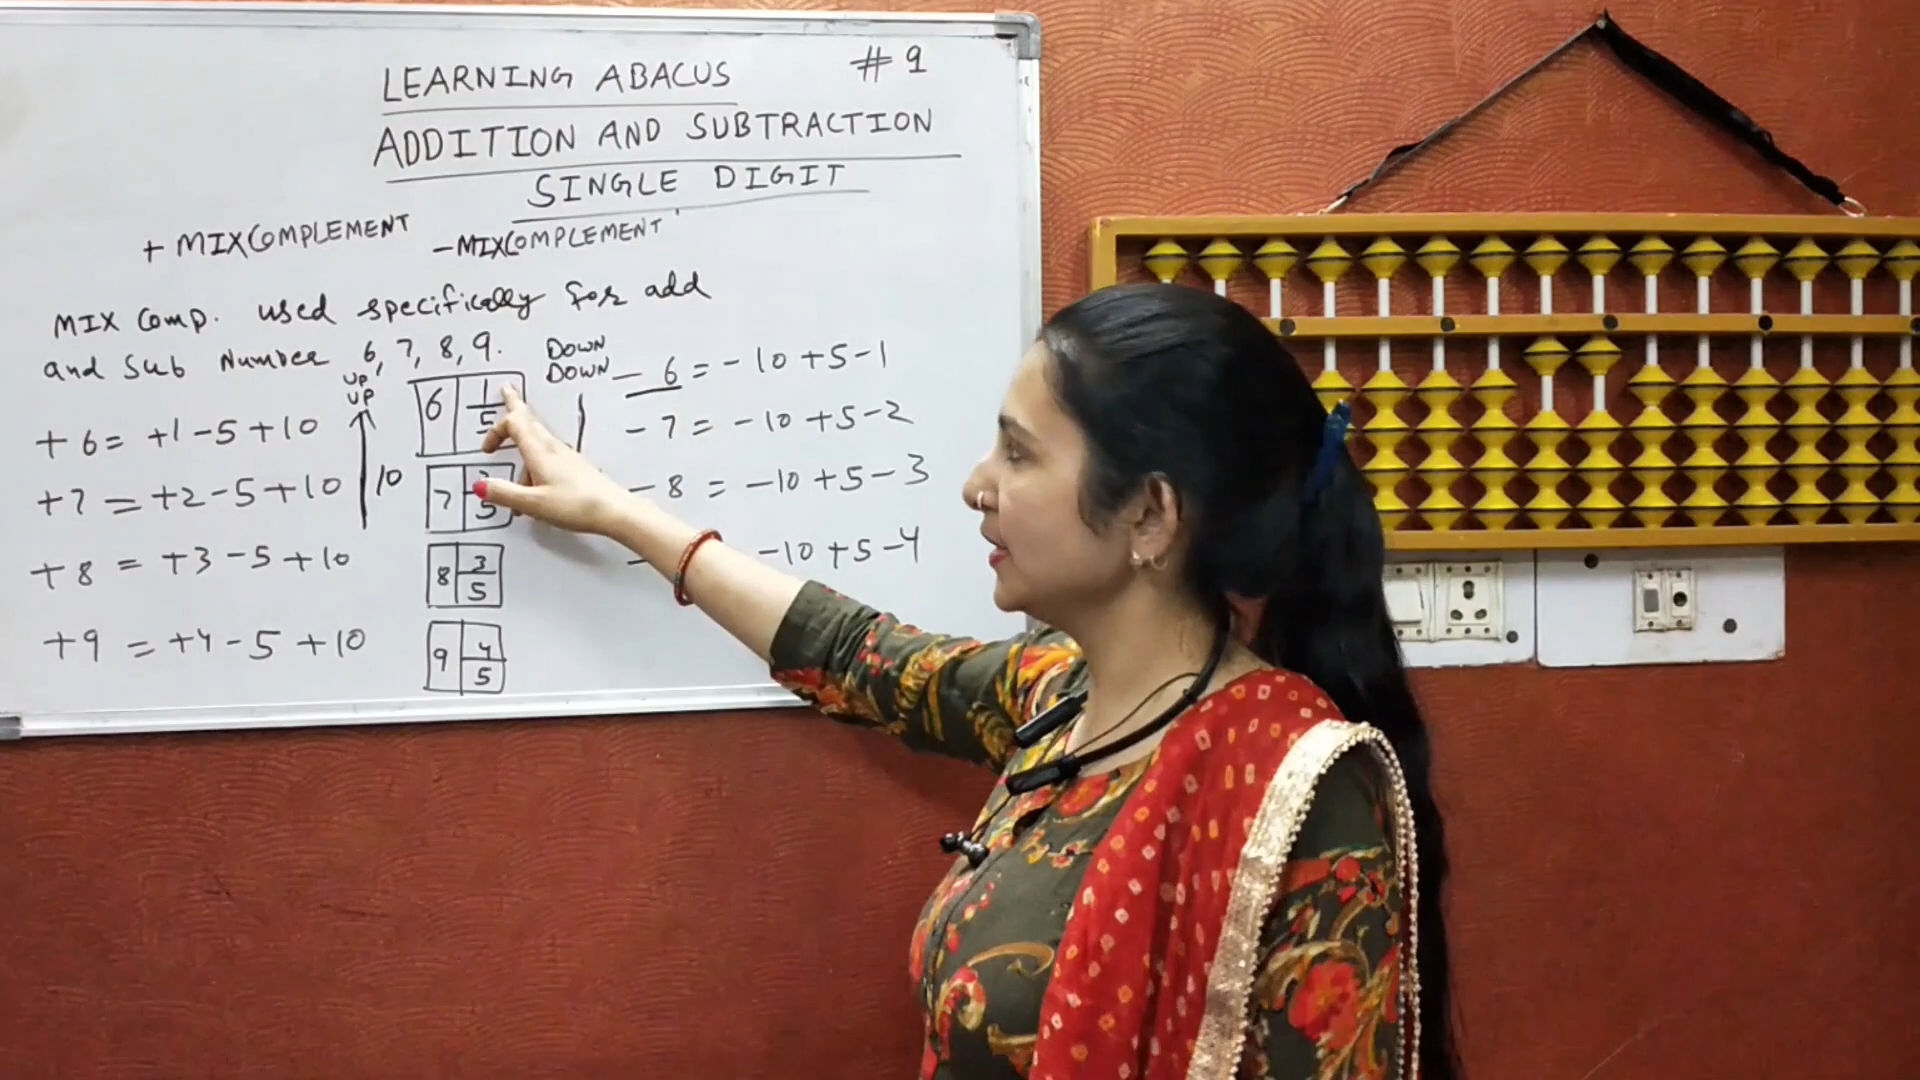 LEARNING ABACUS # 9
ADDITION AND SUBTRACTION
SINGLE DIGIT
+ MIXCOMPLEMENT - MIXCOMPLEMENT
MIX Comp. used specifically for add
and Sub Number 6, 7, 8, 9.
UP
UP
DOWN
DOWN
+ 6 = +1 - 5 + 10
+7 = +2 - 5 + 10
+ 8 = +3 - 5 + 10
+9 = +4 - 5 + 10
10
6 1 5
7 5
8 3 5
9 4 5
- 6 = - 10 + 5 - 1
- 7 = - 10 + 5 - 2
- 8 = - 10 + 5 - 3
- 10 + 5 - 4